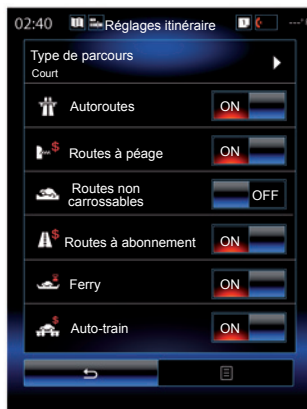 02:40 Réglages itinéraire
Type de parcours
Court
Autoroutes ON
$ Routes à péage ON
Routes non
carrossables OFF
$ Routes à abonnement ON
Ferry ON
Auto-train ON